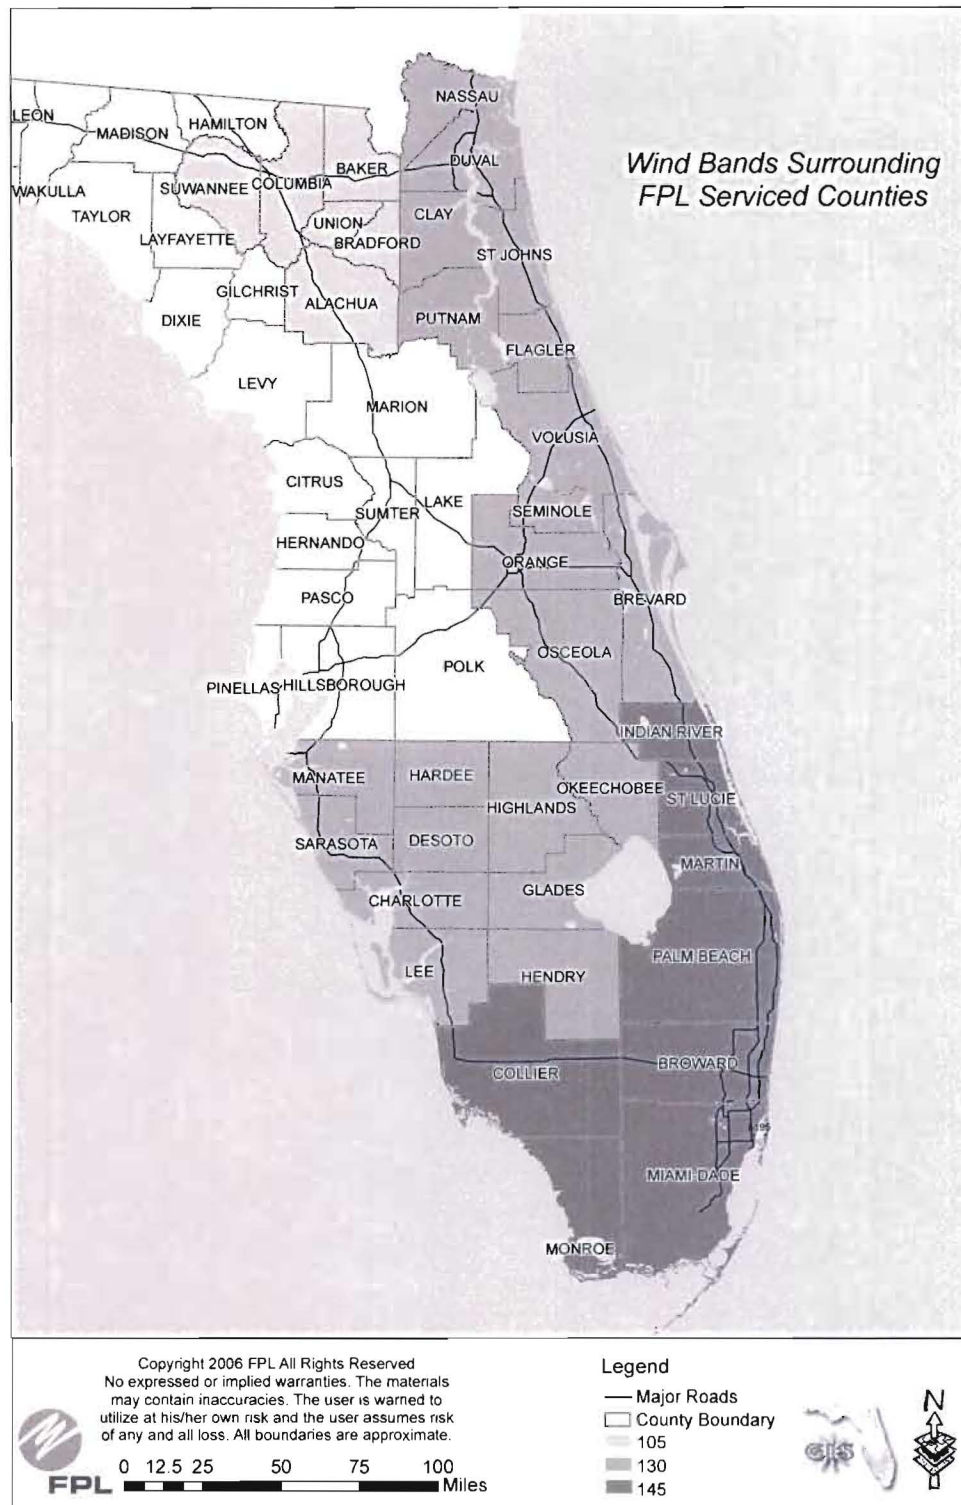 Wind Bands Surrounding
FPL Serviced Counties
NASSAU
LEON
HAMILTON
MADISON
DUVAL
BAKER
WAKULLA
SUWANNEE
COLUMBIA
TAYLOR
CLAY
UNION
LAYFAYETTE
BRADFORD
ST JOHNS
GILCHRIST
ALACHUA
DIXIE
PUTNAM
FLAGLER
LEVY
MARION
VOLUSIA
CITRUS
LAKE
SUMTER
SEMINOLE
HERNANDO
ORANGE
PASCO
BREVARD
OSCEOLA
POLK
PINELLAS
HILLSBOROUGH
INDIAN RIVER
MANATEE
HARDEE
OKEECHOBEE
HIGHLANDS
ST LUCIE
SARASOTA
DESOTO
MARTIN
CHARLOTTE
GLADES
PALM BEACH
LEE
HENDRY
COLLIER
BROWARD
I195
MIAMI-DADE
MONROE
Copyright 2006 FPL All Rights Reserved
No expressed or implied warranties. The materials
may contain inaccuracies. The user is warned to
utilize at his/her own risk and the user assumes risk
of any and all loss. All boundaries are approximate.
FPL
0 12.5 25 50 75 100
Miles
Legend
Major Roads
County Boundary
105
130
145
GIS
N